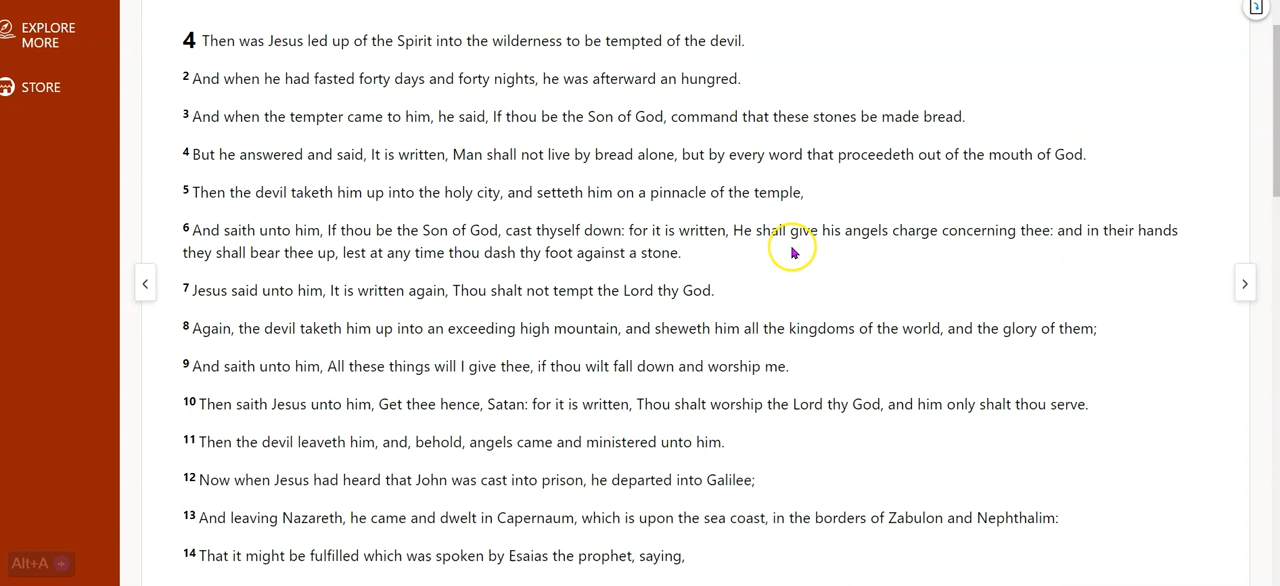 EXPLORE
MORE
STORE
4 Then was Jesus led up of the Spirit into the wilderness to be tempted of the devil.
2 And when he had fasted forty days and forty nights, he was afterward an hungred.
3 And when the tempter came to him, he said, If thou be the Son of God, command that these stones be made bread.
4 But he answered and said, It is written, Man shall not live by bread alone, but by every word that proceedeth out of the mouth of God.
5 Then the devil taketh him up into the holy city, and setteth him on a pinnacle of the temple,
6 And saith unto him, If thou be the Son of God, cast thyself down: for it is written, He shall give his angels charge concerning thee: and in their hands
they shall bear thee up, lest at any time thou dash thy foot against a stone.
7 Jesus said unto him, It is written again, Thou shalt not tempt the Lord thy God.
8 Again, the devil taketh him up into an exceeding high mountain, and sheweth him all the kingdoms of the world, and the glory of them;
9 And saith unto him, All these things will I give thee, if thou wilt fall down and worship me.
10 Then saith Jesus unto him, Get thee hence, Satan: for it is written, Thou shalt worship the Lord thy God, and him only shalt thou serve.
11 Then the devil leaveth him, and, behold, angels came and ministered unto him.
12 Now when Jesus had heard that John was cast into prison, he departed into Galilee;
13 And leaving Nazareth, he came and dwelt in Capernaum, which is upon the sea coast, in the borders of Zabulon and Nephthalim:
14 That it might be fulfilled which was spoken by Esaias the prophet, saying,
Alt+A